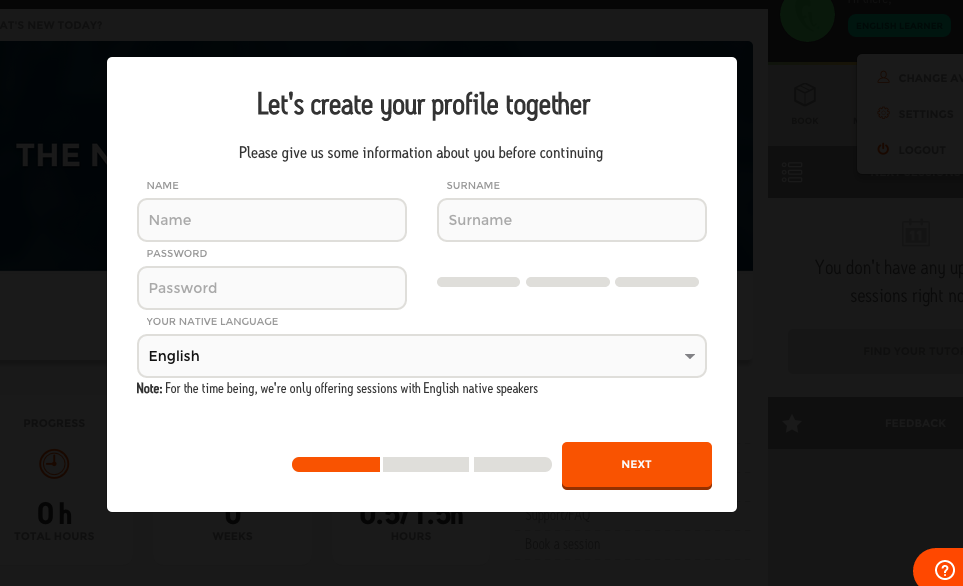 AT'S NEW TODAY?
ENGLISH LEARNER
Let's create your profile together
Please give us some information about you before continuing
NAME
SURNAME
Name
Surname
PASSWORD
Password
YOUR NATIVE LANGUAGE
English
Note: For the time being, we're only offering sessions with English native speakers
NEXT
THE N
CHANGE AV
SETTINGS
LOGOUT
BOOK
You don't have any up
sessions right no
FIND YOUR TUTO
FEEDBACK
PROGRESS
0 h
TOTAL HOURS
0
WEEKS
0.5/1.5h
HOURS
Support/FAQ
Book a session